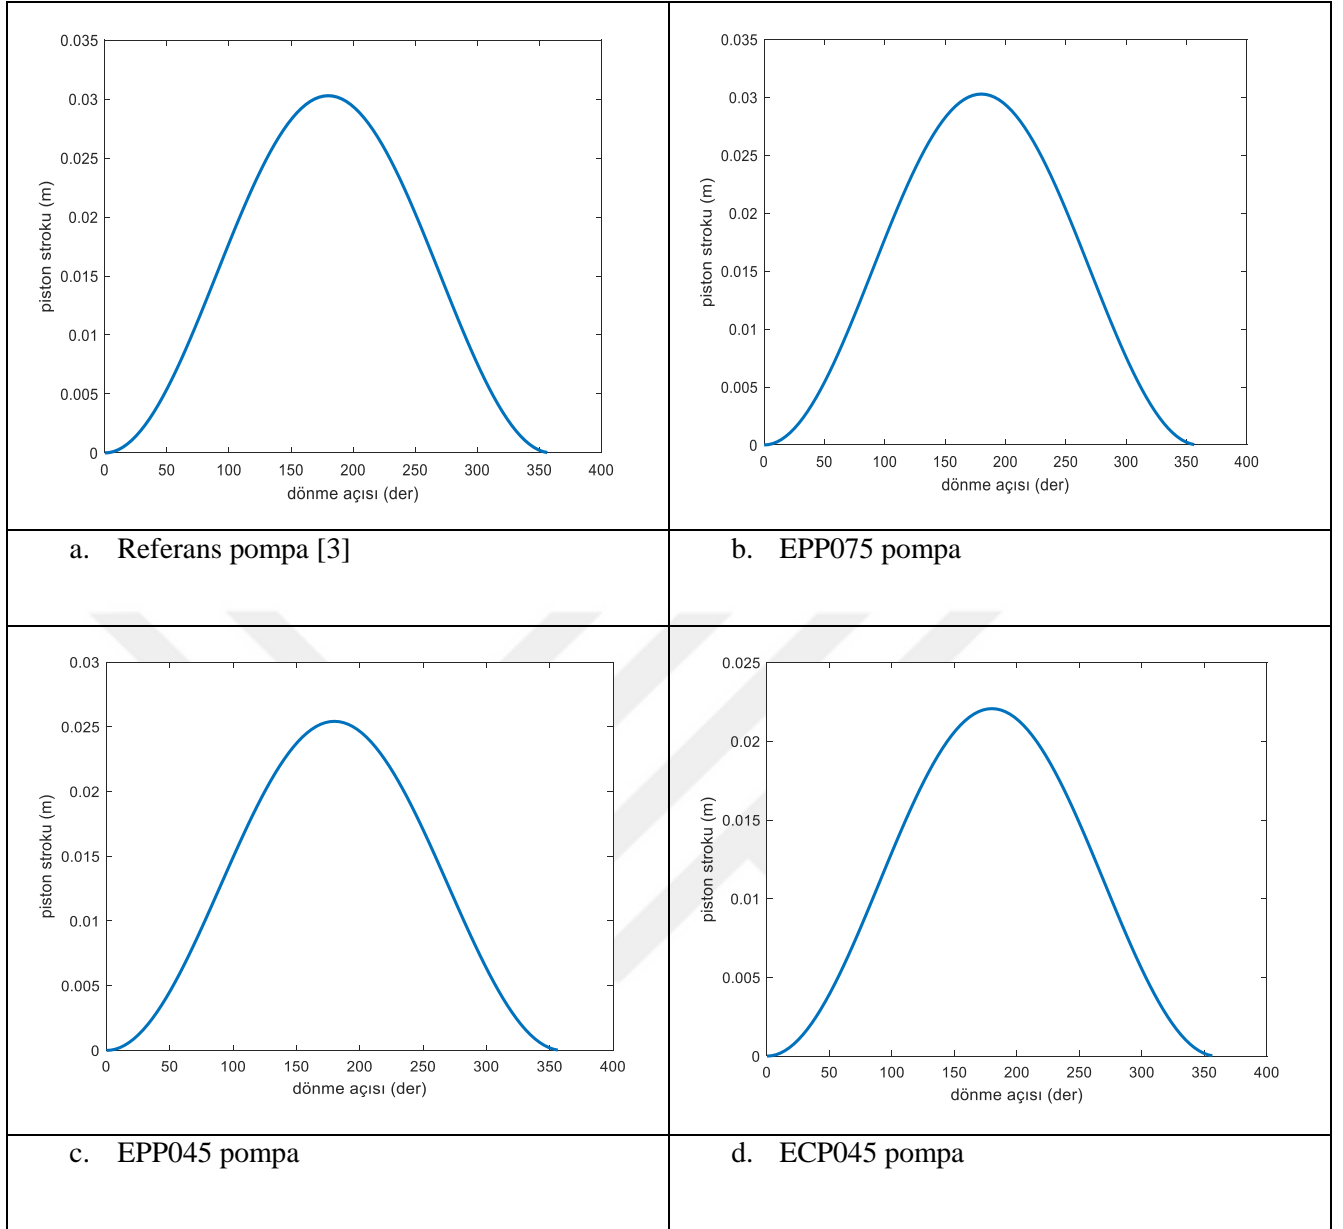 0.035
0.03
0.025
0.02
0.015
0.01
0.005
0
0 50 100 150 200 250 300 350 400
piston stroku (m)
dönme açısı (der)
0.035
0.03
0.025
0.02
0.015
0.01
0.005
0
0 50 100 150 200 250 300 350 400
piston stroku (m)
dönme açısı (der)
a. Referans pompa [3]
b. EPP075 pompa
0.03
0.025
0.02
0.015
0.01
0.005
0
0 50 100 150 200 250 300 350 400
piston stroku (m)
dönme açısı (der)
0.025
0.02
0.015
0.01
0.005
0
0 50 100 150 200 250 300 350 400
piston stroku (m)
dönme açısı (der)
c. EPP045 pompa
d. ECP045 pompa